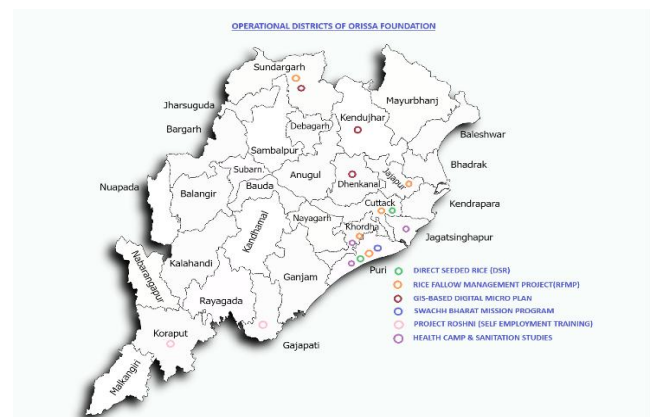 OPERATIONAL DISTRICTS OF ORISSA FOUNDATION
Sundargarh
Mayurbhanj
Jharsuguda
Kendujhar
Bargarh
Debagarh
Baleshwar
Sambalpur
Bhadrak
Subarn.
Anugul
Jajapur
Nuapada
Balangir
Bauda
Dhenkanal
Cuttack
Kendrapara
Kandhamal
Nayagarh
Khordha
Jagatsinghapur
Nabarangapur
Kalahandi
Ganjam
Puri
DIRECT SEEDED RICE (DSR)
RICE FALLOW MANAGEMENT PROJECT(RFMP)
Rayagada
GIS-BASED DIGITAL MICRO PLAN
SWACHH BHARAT MISSION PROGRAM
PROJECT ROSHNI (SELF EMPLOYMENT TRAINING)
Koraput
HEALTH CAMP & SANITATION STUDIES
Gajapati
Malkangiri